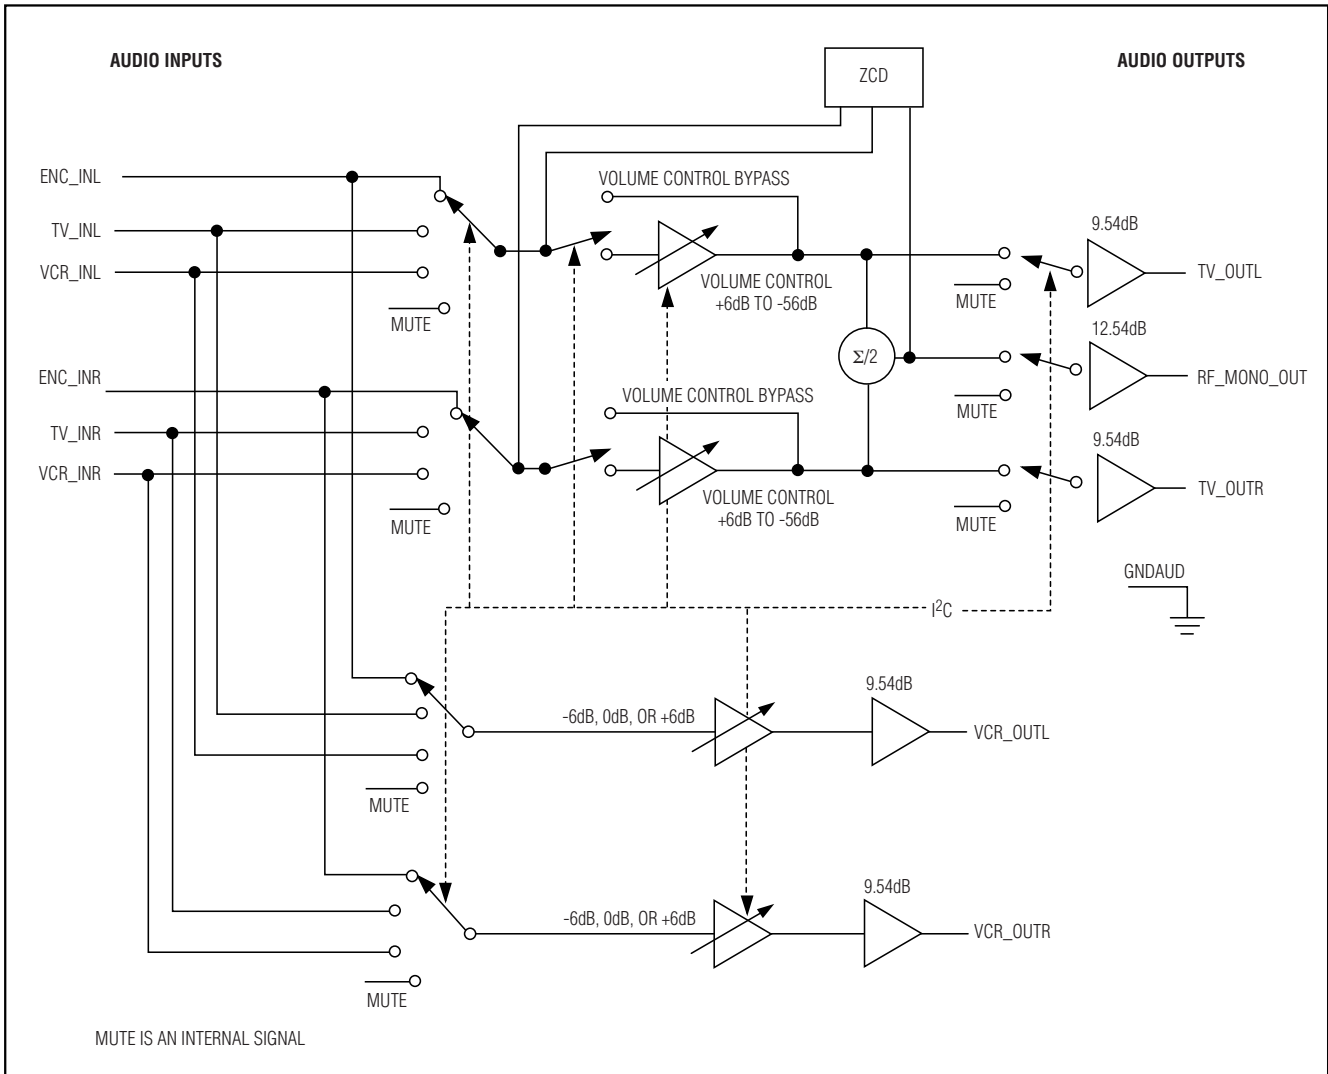 AUDIO INPUTS
AUDIO OUTPUTS
ZCD
ENC_INL
VOLUME CONTROL BYPASS
TV_INL
9.54dB
VCR_INL
TV_OUTL
VOLUME CONTROL
+6dB TO -56dB
MUTE
MUTE
12.54dB
Σ/2
ENC_INR
RF_MONO_OUT
VOLUME CONTROL BYPASS
MUTE
TV_INR
9.54dB
VCR_INR
VOLUME CONTROL
+6dB TO -56dB
TV_OUTR
MUTE
MUTE
GNDAUD
I²C
9.54dB
-6dB, 0dB, OR +6dB
VCR_OUTL
MUTE
9.54dB
-6dB, 0dB, OR +6dB
VCR_OUTR
MUTE
MUTE IS AN INTERNAL SIGNAL